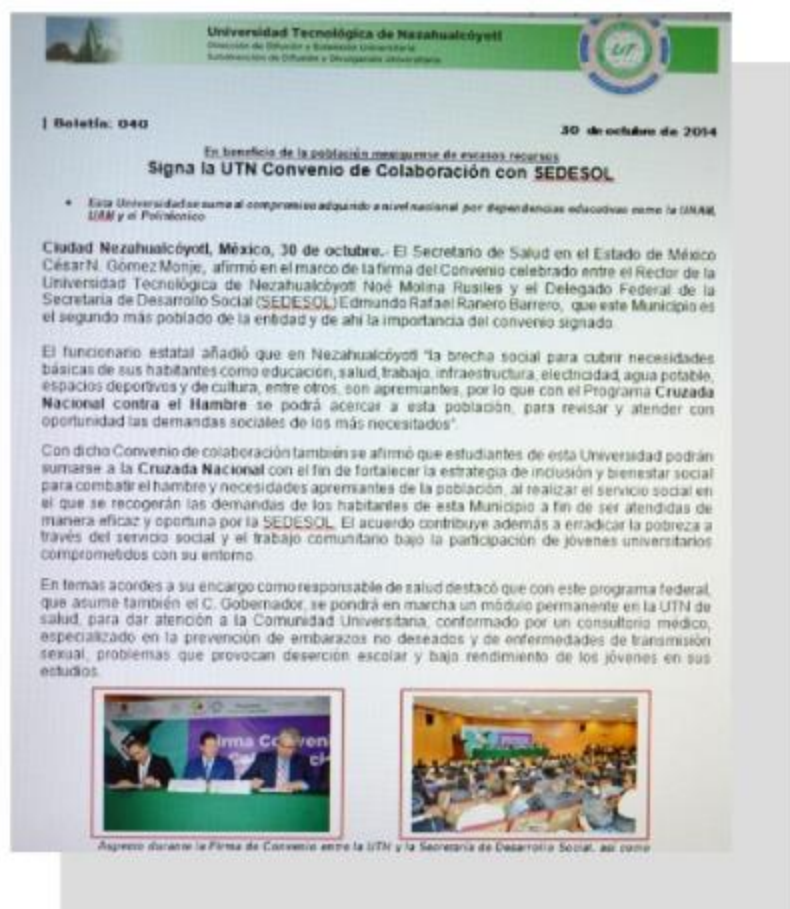 Universidad Tecnológica de Nezahualcóyotl
Dirección de Difusión y Extensión Universitaria
Subdirección de Difusión y Divulgación Universitaria
UT
| Boletín: 040
30 de octubre de 2014
En beneficio de la población mexiquense de escasos recursos
Signa la UTN Convenio de Colaboración con SEDESOL
• Esta Universidad se suma al compromiso adquirido a nivel nacional por dependencias educativas como la UNAM,
UAM y el Politécnico
Ciudad Nezahualcóyotl, México, 30 de octubre.- El Secretario de Salud en el Estado de México
César N. Gómez Monje, afirmó en el marco de la firma del Convenio celebrado entre el Rector de la
Universidad Tecnológica de Nezahualcóyotl Noé Molina Rusiles y el Delegado Federal de la
Secretaría de Desarrollo Social (SEDESOL) Edmundo Rafael Ranero Barrero, que este Municipio es
el segundo más poblado de la entidad y de ahí la importancia del convenio signado.
El funcionario estatal añadió que en Nezahualcóyotl "la brecha social para cubrir necesidades
básicas de sus habitantes como educación, salud, trabajo, infraestructura, electricidad, agua potable,
espacios deportivos y de cultura, entre otros, son apremiantes, por lo que con el Programa Cruzada
Nacional contra el Hambre se podrá acercar a esta población, para revisar y atender con
oportunidad las demandas sociales de los más necesitados".
Con dicho Convenio de colaboración también se afirmó que estudiantes de esta Universidad podrán
sumarse a la Cruzada Nacional con el fin de fortalecer la estrategia de inclusión y bienestar social
para combatir el hambre y necesidades apremiantes de la población, al realizar el servicio social en
el que se recogerán las demandas de los habitantes de este Municipio a fin de ser atendidas de
manera eficaz y oportuna por la SEDESOL. El acuerdo contribuye además a erradicar la pobreza a
través del servicio social y el trabajo comunitario bajo la participación de jóvenes universitarios
comprometidos con su entorno.
En temas acordes a su encargo como responsable de salud destacó que con este programa federal,
que asume también el C. Gobernador, se pondrá en marcha un módulo permanente en la UTN de
salud, para dar atención a la Comunidad Universitaria, conformado por un consultorio médico,
especializado en la prevención de embarazos no deseados y de enfermedades de transmisión
sexual, problemas que provocan deserción escolar y bajo rendimiento de los jóvenes en sus
estudios.
Aspecto durante la Firma de Convenio entre la UTN y la Secretaría de Desarrollo Social, así como